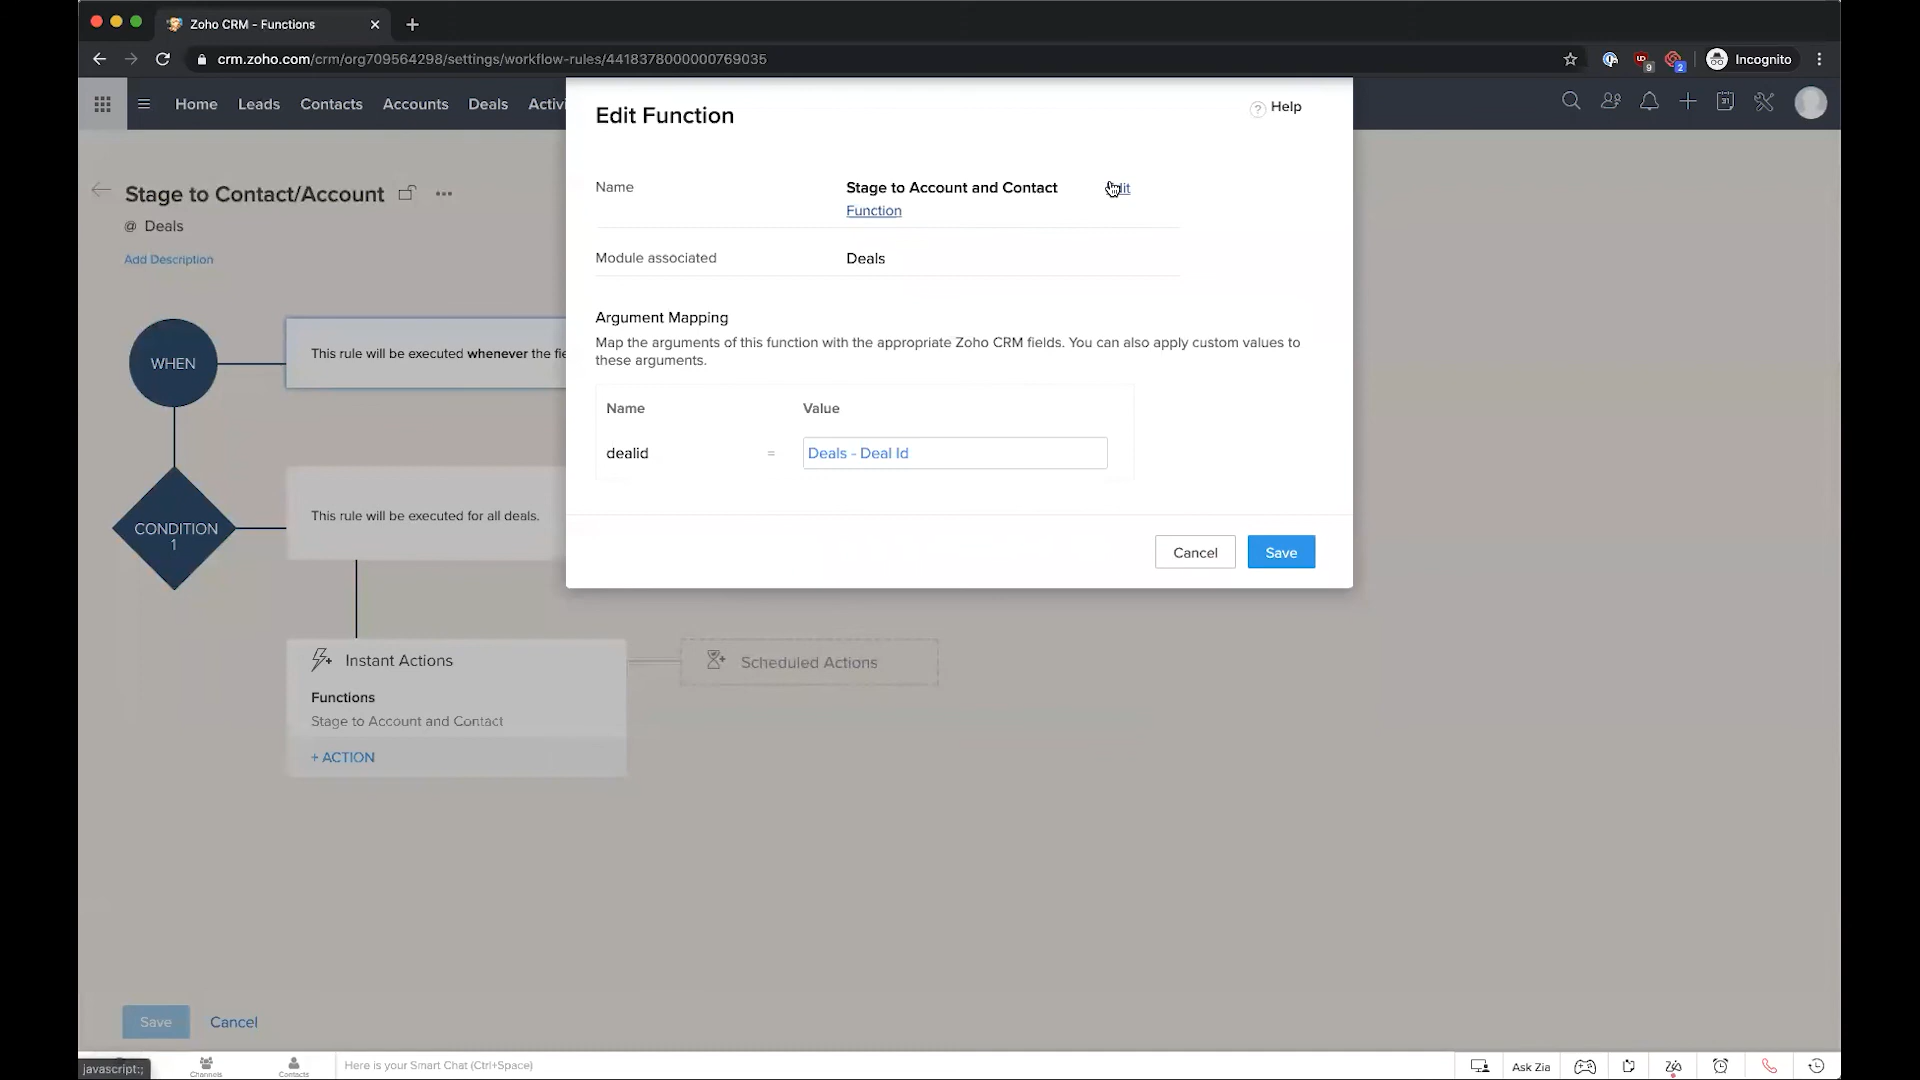 Zoho CRM - Functions
crm.zoho.com/crm/org709564298/settings/workflow-rules/4418378000000769035
9
2
Incognito
Home Leads Contacts Accounts Deals Activi
31
Edit Function
Help
Name Stage to Account and Contact
Function
Module associated Deals
Argument Mapping
Map the arguments of this function with the appropriate Zoho CRM fields. You can also apply custom values to
these arguments.
Name Value
dealid = Deals - Deal Id
Cancel Save
Stage to Contact/Account
@ Deals
Add Description
WHEN
This rule will be executed whenever the fie
CONDITION
1
This rule will be executed for all deals.
Instant Actions
Functions
Stage to Account and Contact
+ ACTION
Scheduled Actions
Save Cancel
javascript:;
Channels
Contacts
Here is your Smart Chat (Ctrl+Space)
Ask Zia